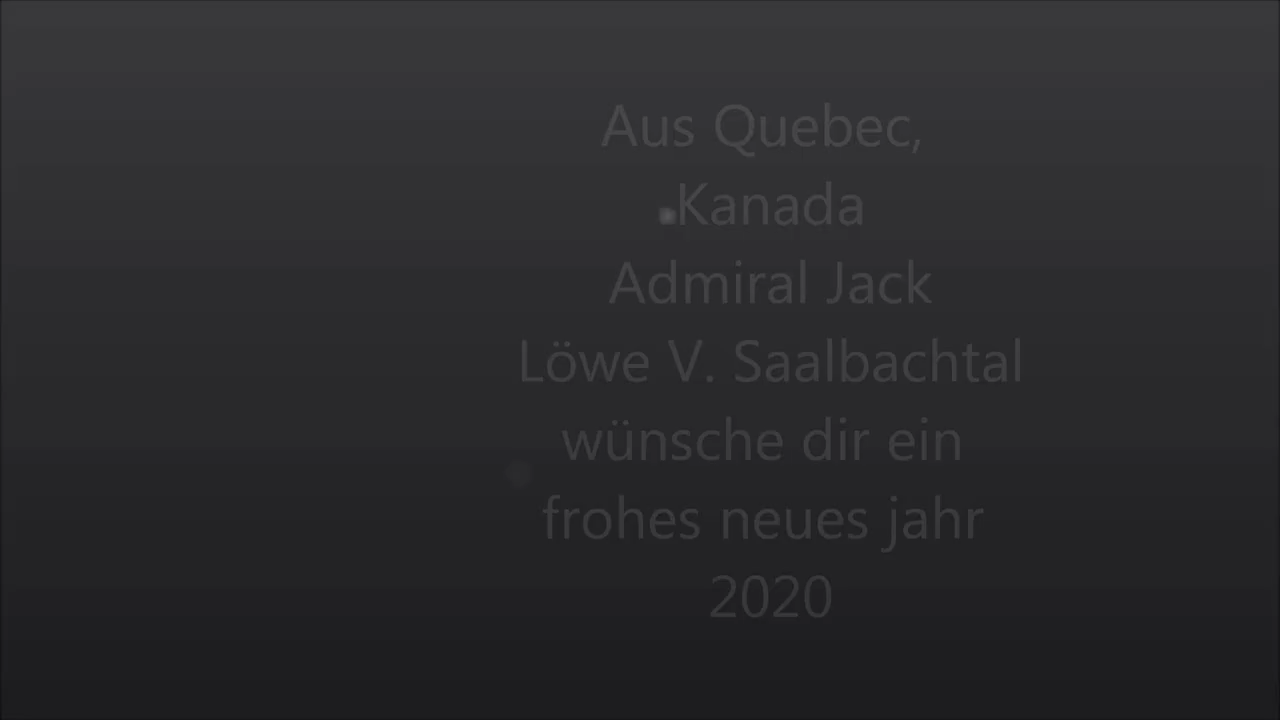 Aus Quebec,
Kanada
Admiral Jack
Löwe V. Saalbachtal
wünsche dir ein
frohes neues jahr
2020